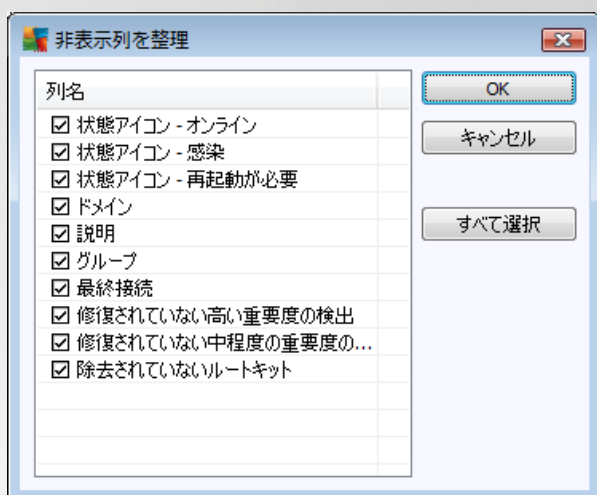 非表示列を整理
列名
OK
状態アイコン - オンライン
キャンセル
状態アイコン - 感染
状態アイコン - 再起動が必要
ドメイン
すべて選択
説明
グループ
最終接続
修復されていない高い重要度の検出
修復されていない中程度の重要度の...
除去されていないルートキット